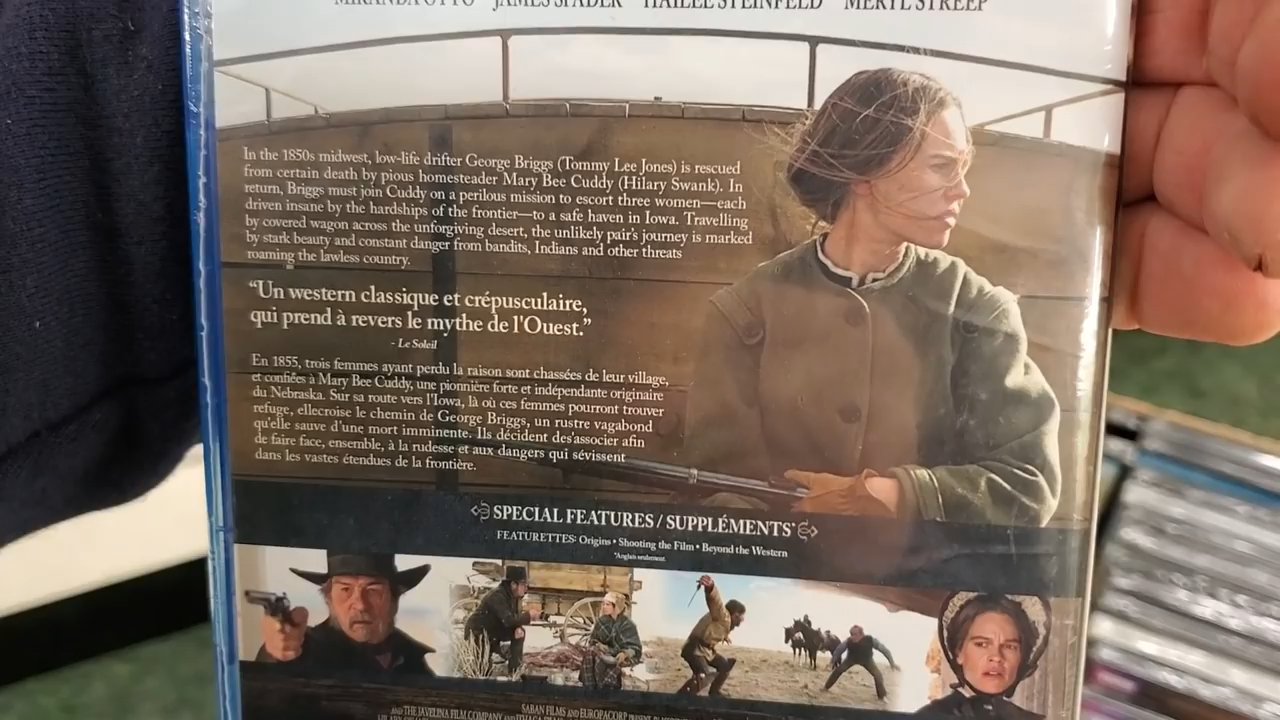 MIRANDA OTTO JAMES SPADER HAILEE STEINFELD MERYL STREEP
In the 1850s midwest, low-life drifter George Briggs (Tommy Lee Jones) is rescued
from certain death by pious homesteader Mary Bee Cuddy (Hilary Swank). In
return, Briggs must join Cuddy on a perilous mission to escort three women—each
driven insane by the hardships of the frontier—to a safe haven in Iowa. Travelling
by covered wagon across the unforgiving desert, the unlikely pair's journey is marked
by stark beauty and constant danger from bandits, Indians and other threats
roaming the lawless country.
“Un western classique et crépusculaire,
qui prend à revers le mythe de l'Ouest.”
- Le Soleil
En 1855, trois femmes ayant perdu la raison sont chassées de leur village,
et confiées à Mary Bee Cuddy, une pionnière forte et indépendante originaire
du Nebraska. Sur sa route vers l'Iowa, là où ces femmes pourront trouver
refuge, ellecroise le chemin de George Briggs, un rustre vagabond
qu'elle sauve d'une mort imminente. Ils décident des'associer afin
de faire face, ensemble, à la rudesse et aux dangers qui sévissent
dans les vastes étendues de la frontière.
SPECIAL FEATURES / SUPPLÉMENTS*
FEATURETTES: Origins • Shooting the Film • Beyond the Western
*Anglais seulement.
SABAN FILMS AND EUROPACORP
AND THE JAVELINA FILM COMPANY AND